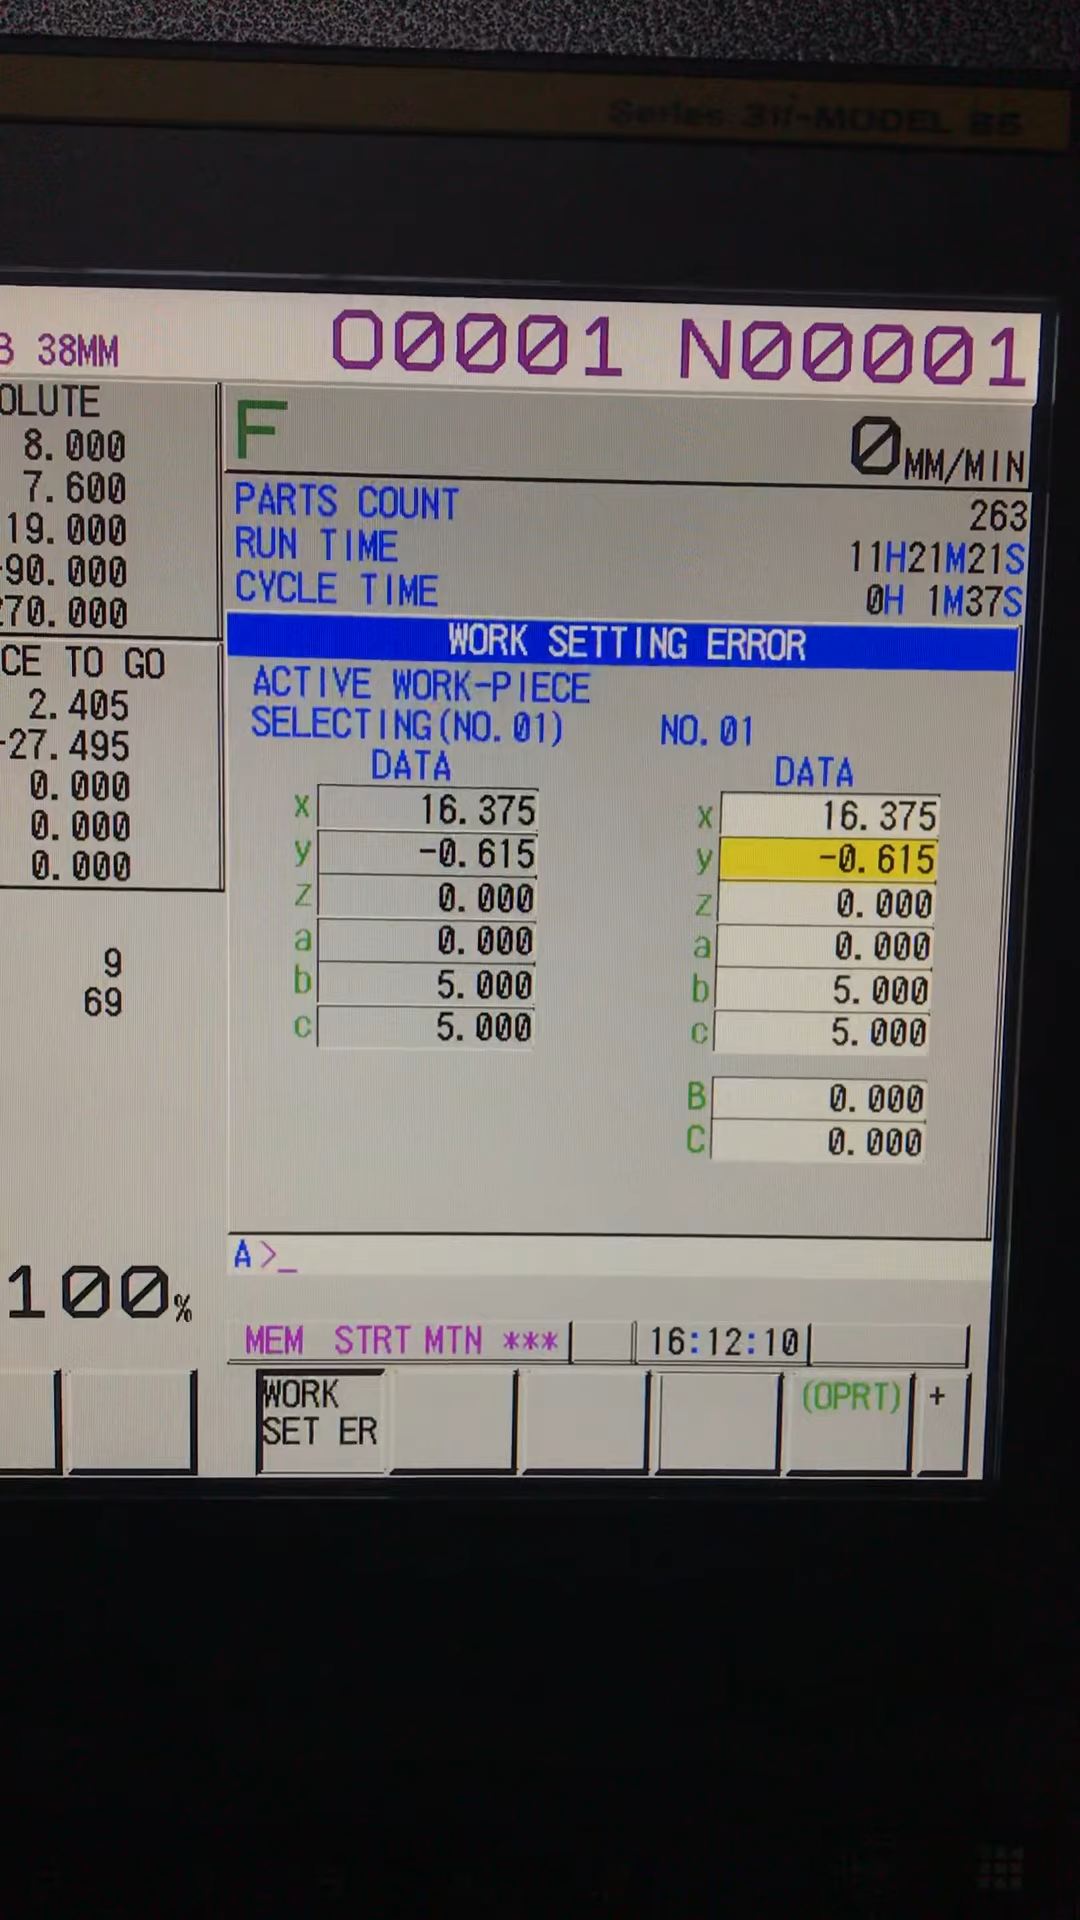 Series 31i-MODEL B5
B 38MM O0001 N00001
OLUTE
8.000
7.600
19.000
-90.000
270.000
CE TO GO
2.405
-27.495
0.000
0.000
0.000
9
69
100%
F 0MM/MIN
PARTS COUNT 263
RUN TIME 11H21M21S
CYCLE TIME 0H 1M37S
WORK SETTING ERROR
ACTIVE WORK-PIECE
SELECTING(NO.01) NO.01
DATA DATA
x 16.375 x 16.375
y -0.615 y -0.615
z 0.000 z 0.000
a 0.000 a 0.000
b 5.000 b 5.000
c 5.000 c 5.000
B 0.000
C 0.000
A>_
MEM STRT MTN *** 16:12:10
WORK
SET ER
(OPRT) +